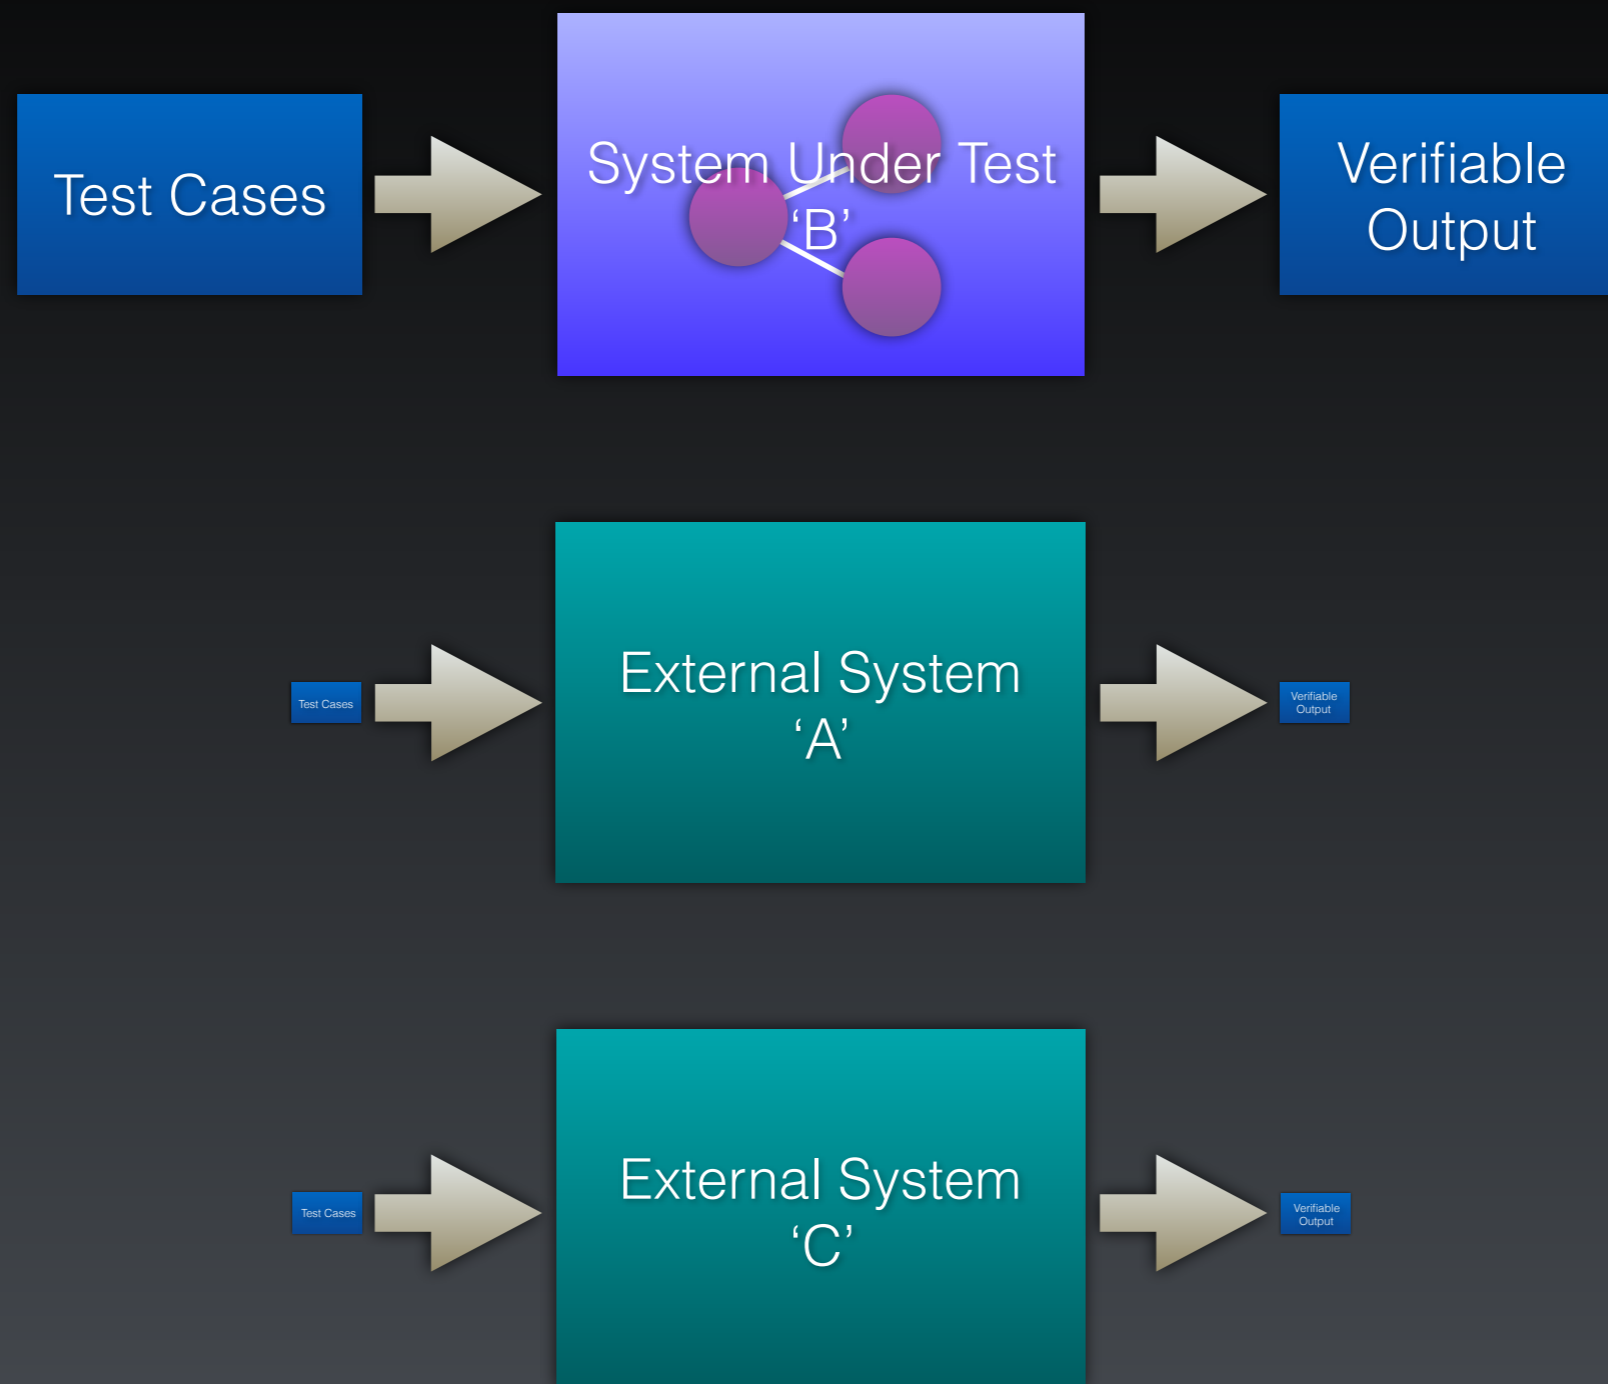 Test Cases
System Under Test
‘B’
Verifiable
Output
Test Cases
External System
‘A’
Verifiable
Output
Test Cases
External System
‘C’
Verifiable
Output